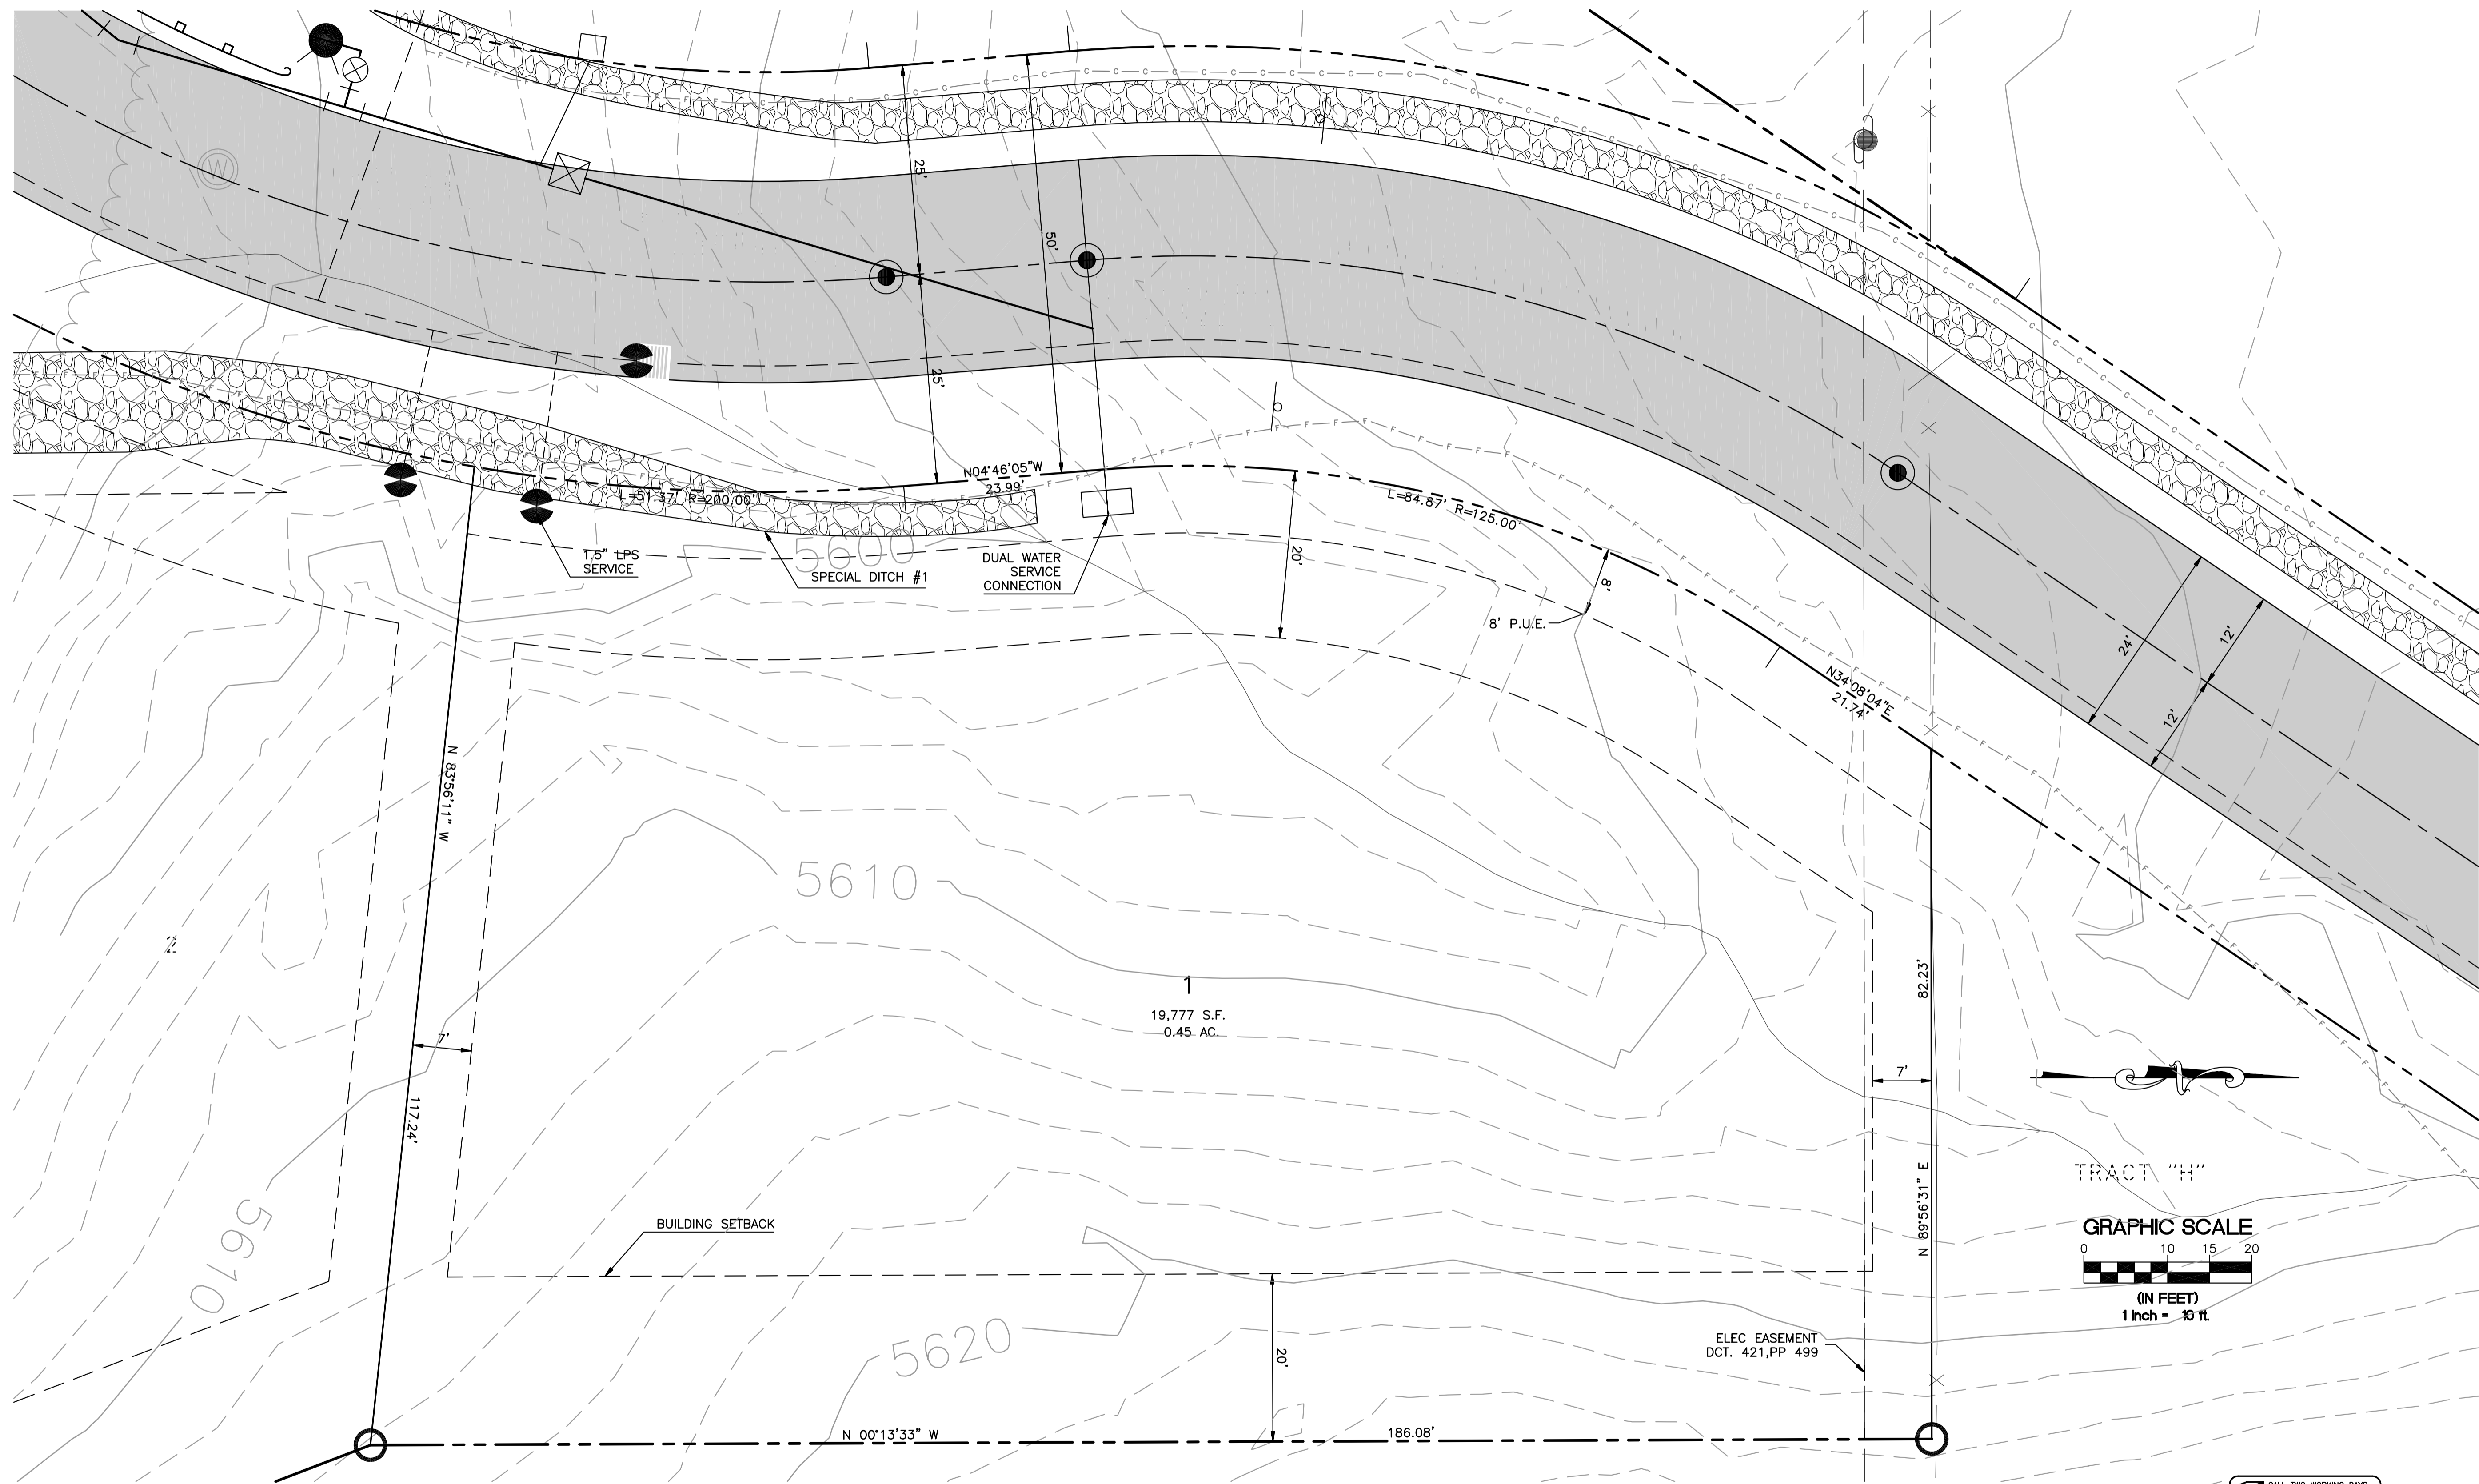 W
25'
50'
25'
N04°46'05"W
23.99'
L=51.37' R=200.00'
L=84.87' R=125.00'
1.5" LPS
SERVICE
5600
SPECIAL DITCH #1
DUAL WATER
SERVICE
CONNECTION
20'
8'
8' P.U.E.
24'
12'
12'
N34°08'04"E
21.74'
N 83°56'11" W
117.24'
5610
2
1
19,777 S.F.
0.45 AC.
82.23'
N 89°56'31" E
7'
7'
TRACT "H"
GRAPHIC SCALE
0 10 15 20
(IN FEET)
1 inch = 10 ft.
BUILDING SETBACK
5610
5620
20'
ELEC EASEMENT
DCT. 421,PP 499
N 00°13'33" W
186.08'